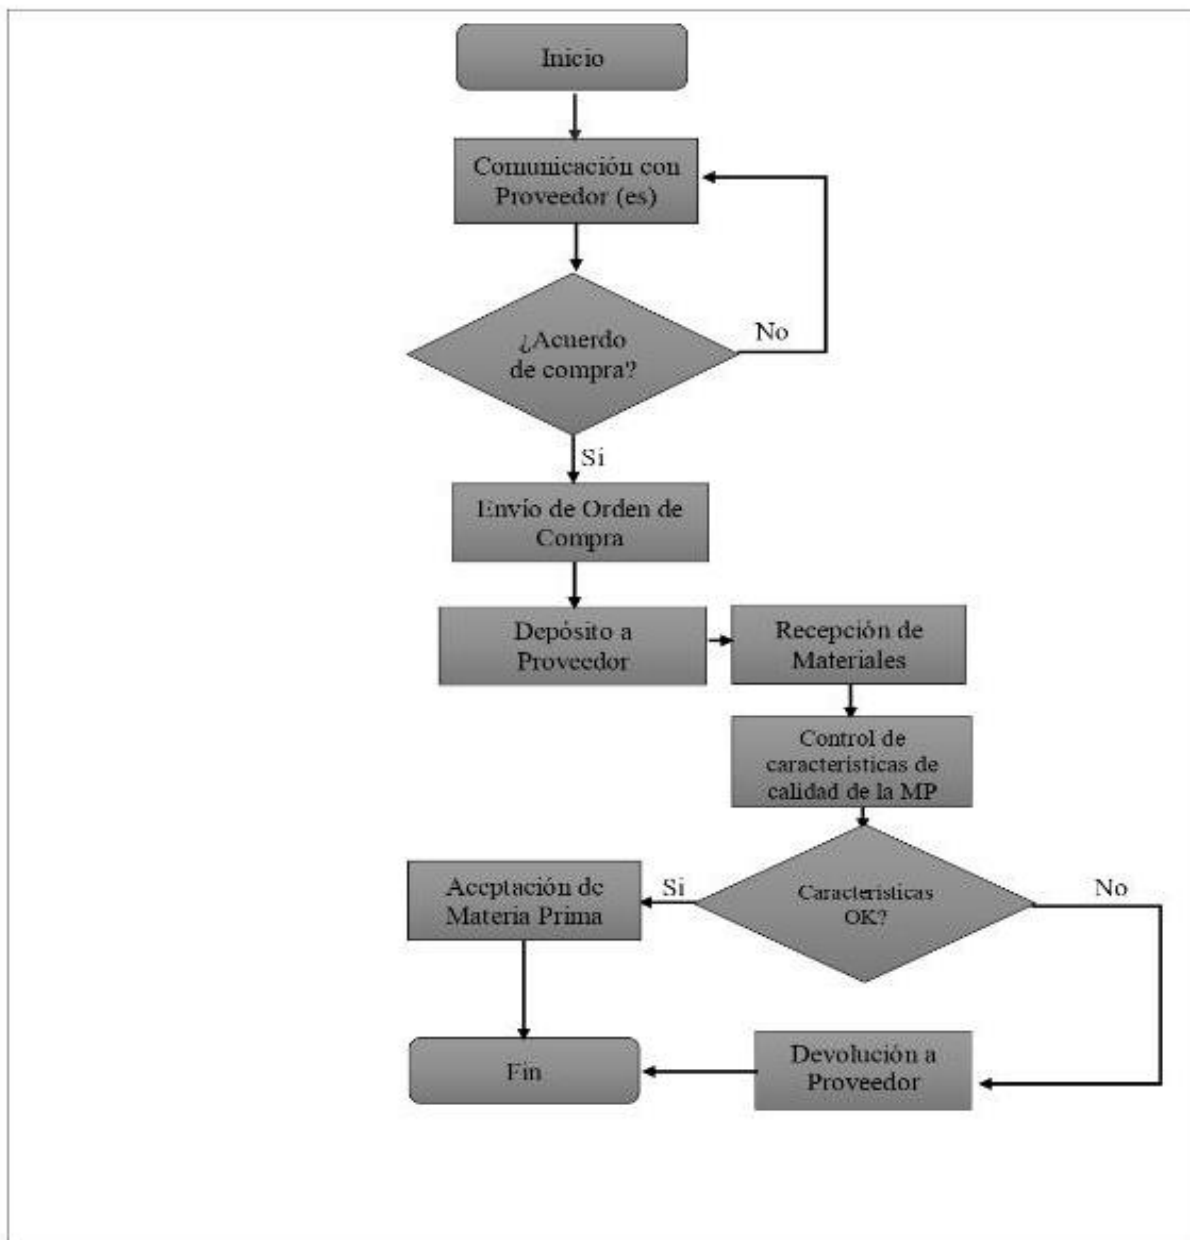 Inicio
Comunicación con
Proveedor (es)
¿Acuerdo
de compra?
No
Si
Envío de Orden de
Compra
Depósito a
Proveedor
Recepción de
Materiales
Control de
características de
calidad de la MP
Aceptación de
Materia Prima
Si
Características
OK?
No
Devolución a
Proveedor
Fin